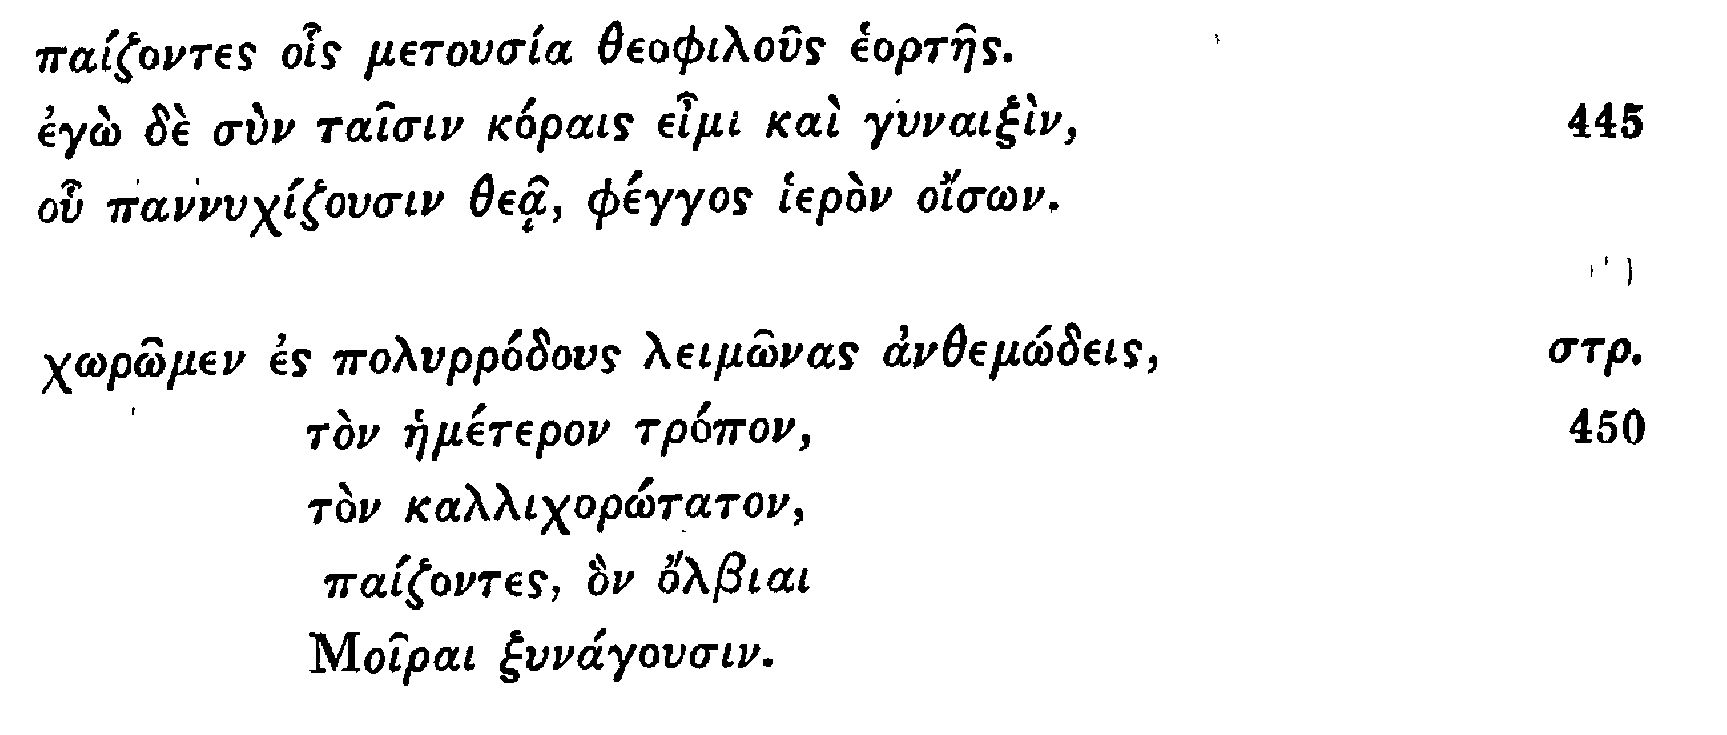 παίζοντες οἷς μετουσία θεοφιλοῦς ἑορτῆς.
ἐγὼ δὲ σὺν ταῖσιν κόραις εἶμι καὶ γυναιξὶν, 445
οὗ παννυχίζουσιν θεᾷ, φέγγος ἱερὸν οἴσων.
χωρῶμεν ἐς πολυρρόδους λειμῶνας ἀνθεμώδεις, στρ.
τὸν ἡμέτερον τρόπον, 450
τὸν καλλιχορώτατον,
παίζοντες, ὃν ὄλβιαι
Μοῖραι ξυνάγουσιν.